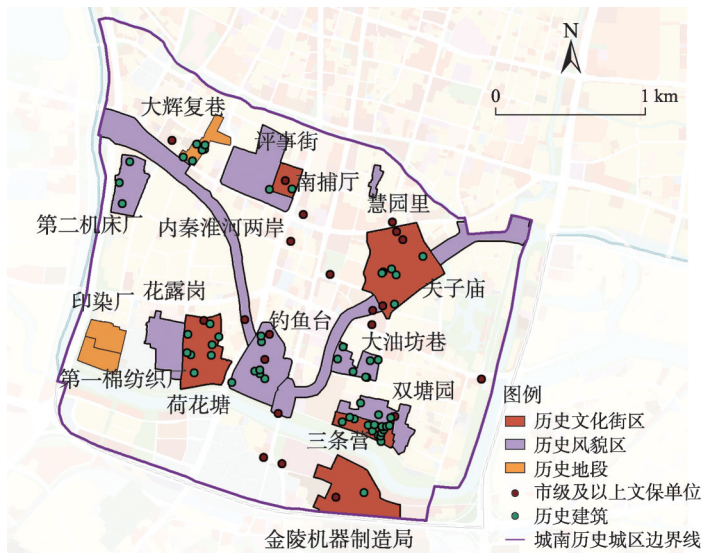 N
0 1 km
大辉复巷
评事街
南捕厅
慧园里
第二机床厂
内秦淮河两岸
夫子庙
印染厂
花露岗
钓鱼台
大油坊巷
第一棉纺织厂
荷花塘
双塘园
三条营
金陵机器制造局
图例
历史文化街区
历史风貌区
历史地段
市级及以上文保单位
历史建筑
城南历史城区边界线